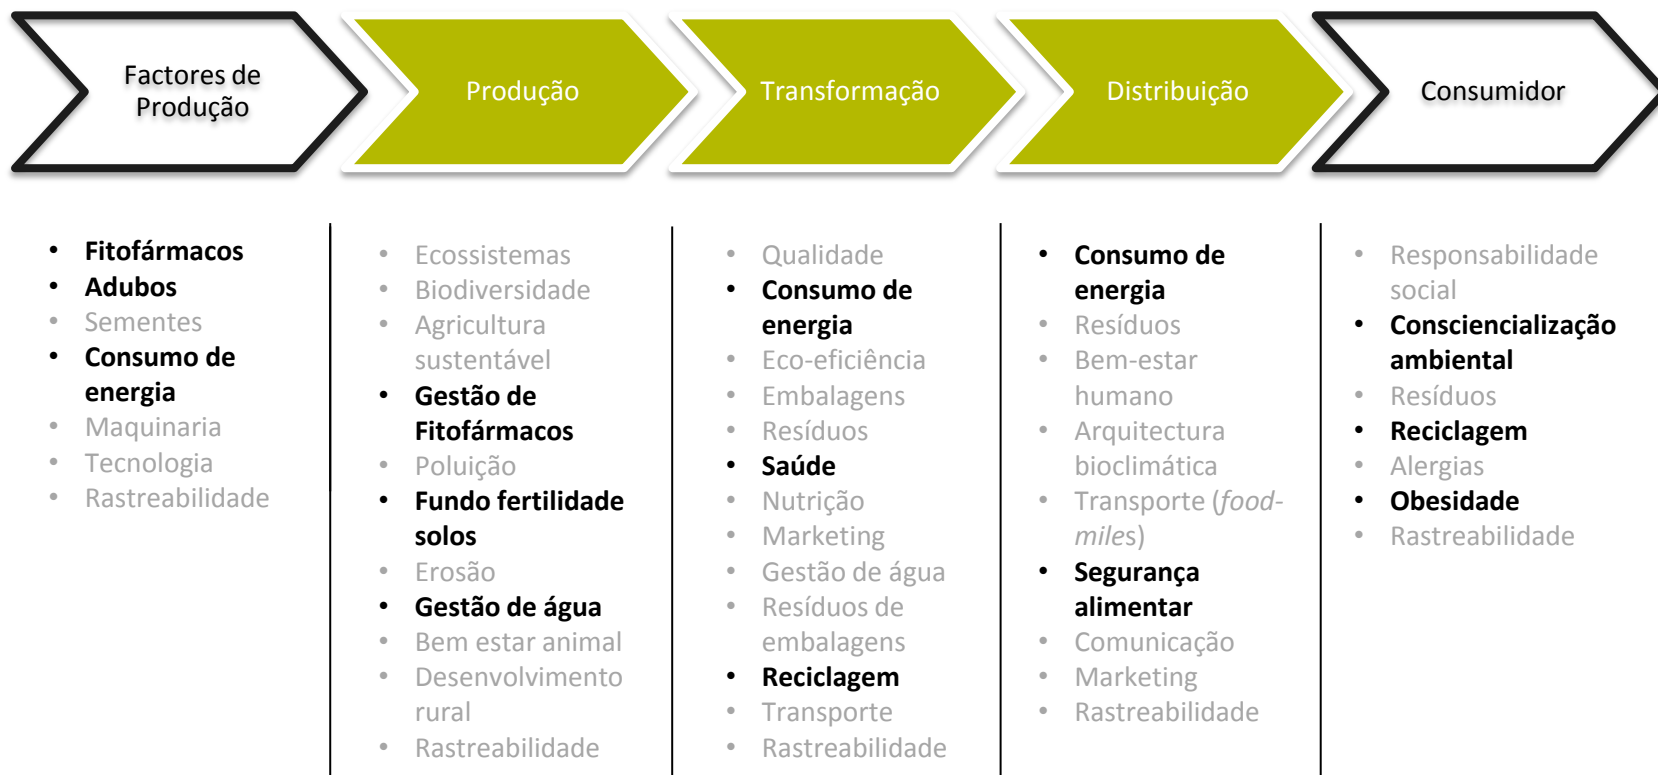 Factores de
Produção
Produção
Transformação
Distribuição
Consumidor
• Fitofármacos
• Adubos
• Sementes
• Consumo de
energia
• Maquinaria
• Tecnologia
• Rastreabilidade
• Ecossistemas
• Biodiversidade
• Agricultura
sustentável
• Gestão de
Fitofármacos
• Poluição
• Fundo fertilidade
solos
• Erosão
• Gestão de água
• Bem estar animal
• Desenvolvimento
rural
• Rastreabilidade
• Qualidade
• Consumo de
energia
• Eco-eficiência
• Embalagens
• Resíduos
• Saúde
• Nutrição
• Marketing
• Gestão de água
• Resíduos de
embalagens
• Reciclagem
• Transporte
• Rastreabilidade
• Consumo de
energia
• Resíduos
• Bem-estar
humano
• Arquitectura
bioclimática
• Transporte (food-
miles)
• Segurança
alimentar
• Comunicação
• Marketing
• Rastreabilidade
• Responsabilidade
social
• Consciencialização
ambiental
• Resíduos
• Reciclagem
• Alergias
• Obesidade
• Rastreabilidade